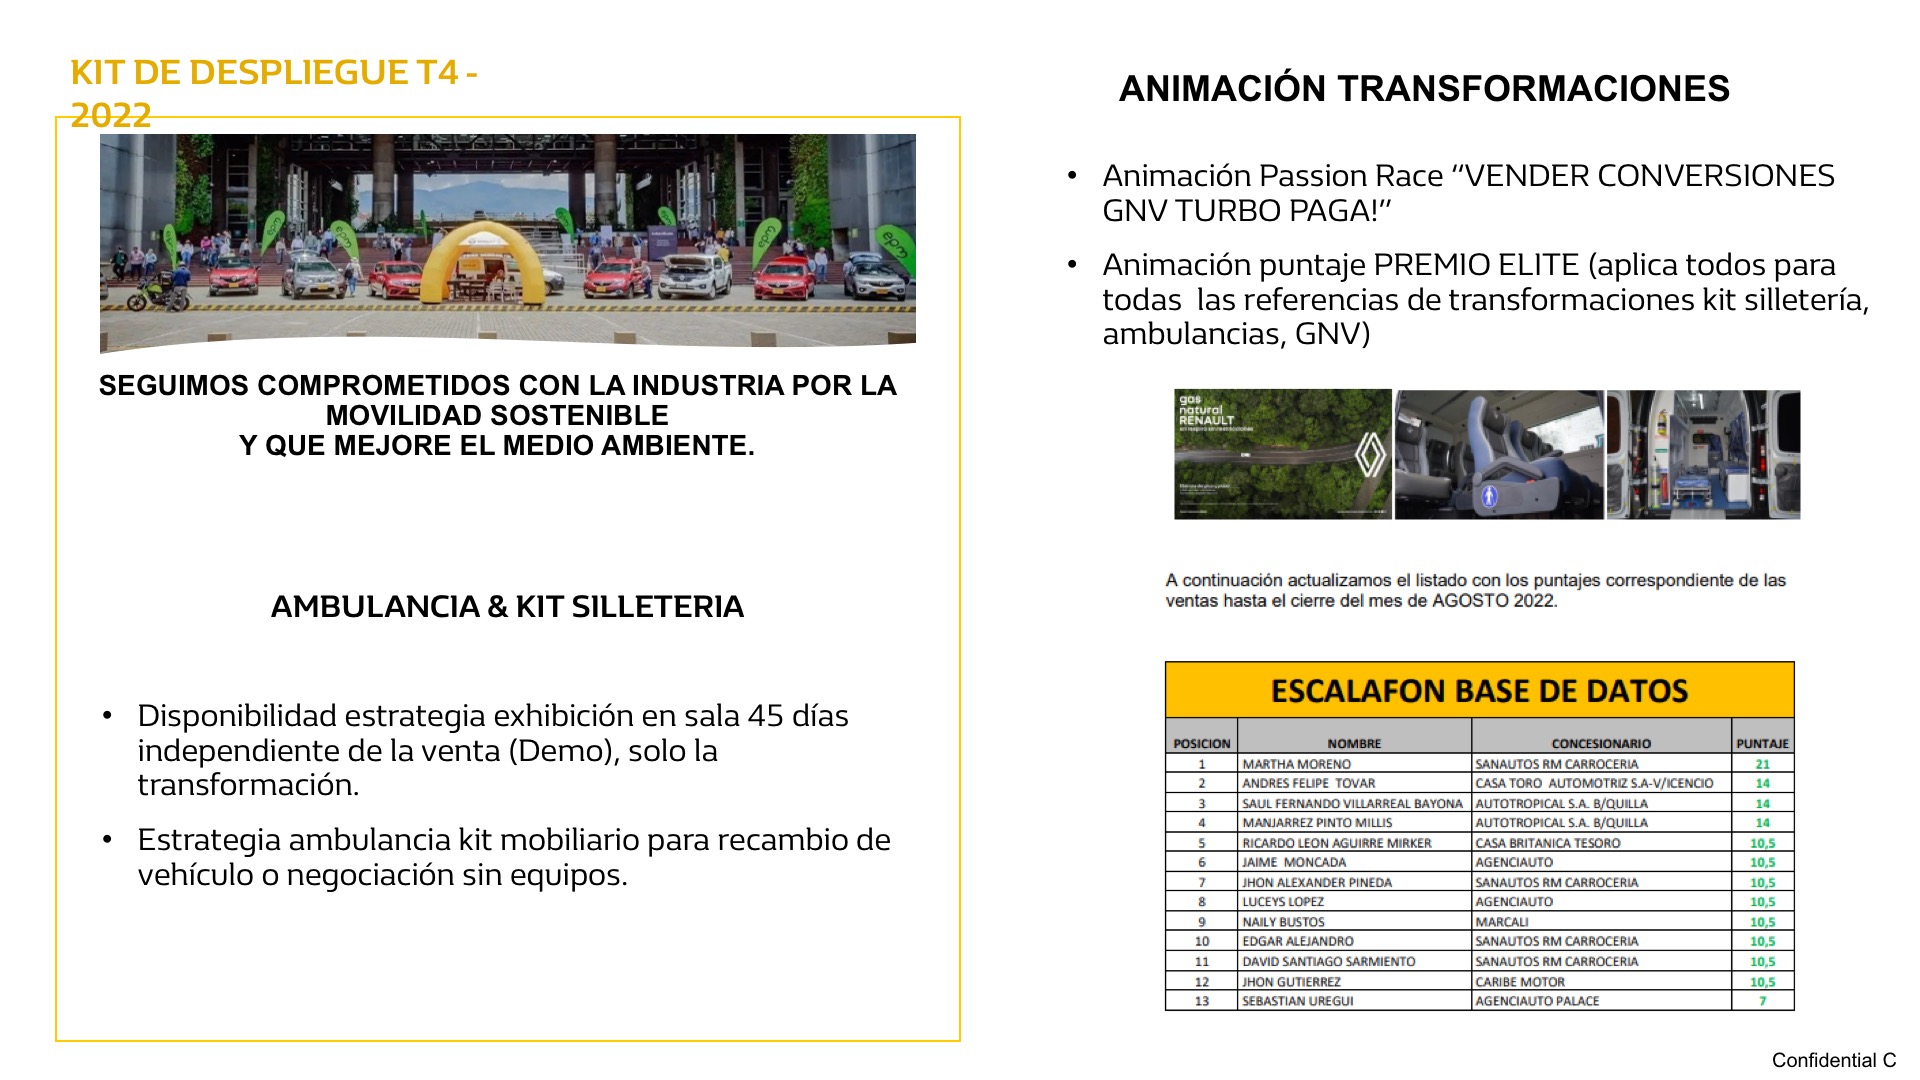 KIT DE DESPLIEGUE T4 -
2022
epm
epm
epm
epm
SEGUIMOS COMPROMETIDOS CON LA INDUSTRIA POR LA
MOVILIDAD SOSTENIBLE
Y QUE MEJORE EL MEDIO AMBIENTE.
AMBULANCIA & KIT SILLETERIA
• Disponibilidad estrategia exhibición en sala 45 días
independiente de la venta (Demo), solo la
transformación.
• Estrategia ambulancia kit mobiliario para recambio de
vehículo o negociación sin equipos.
ANIMACIÓN TRANSFORMACIONES
• Animación Passion Race “VENDER CONVERSIONES
GNV TURBO PAGA!”
• Animación puntaje PREMIO ELITE (aplica todos para
todas las referencias de transformaciones kit silletería,
ambulancias, GNV)
gas
natural
RENAULT
A continuación actualizamos el listado con los puntajes correspondiente de las
ventas hasta el cierre del mes de AGOSTO 2022.
ESCALAFON BASE DE DATOS
POSICION NOMBRE CONCESIONARIO PUNTAJE
1 MARTHA MORENO SANAUTOS RM CARROCERIA 21
2 ANDRES FELIPE TOVAR CASA TORO AUTOMOTRIZ S.A-V/ICENCIO 14
3 SAUL FERNANDO VILLARREAL BAYONA AUTOTROPICAL S.A. B/QUILLA 14
4 MANJARREZ PINTO MILLIS AUTOTROPICAL S.A. B/QUILLA 14
5 RICARDO LEON AGUIRRE MIRKER CASA BRITANICA TESORO 10,5
6 JAIME MONCADA AGENCIAUTO 10,5
7 JHON ALEXANDER PINEDA SANAUTOS RM CARROCERIA 10,5
8 LUCEYS LOPEZ AGENCIAUTO 10,5
9 NAILY BUSTOS MARCALI 10,5
10 EDGAR ALEJANDRO SANAUTOS RM CARROCERIA 10,5
11 DAVID SANTIAGO SARMIENTO SANAUTOS RM CARROCERIA 10,5
12 JHON GUTIERREZ CARIBE MOTOR 10,5
13 SEBASTIAN UREGUI AGENCIAUTO PALACE 7
Confidential C